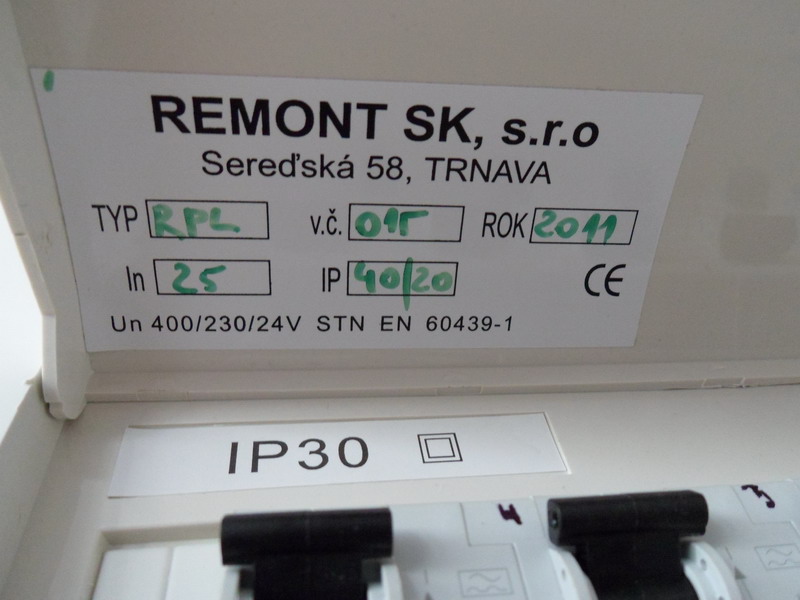 REMONT SK, s.r.o
Sereďská 58, TRNAVA
TYP RPL v.č. 015 ROK 2011
In 25 IP 40/20 CE
Un 400/230/24V STN EN 60439-1
IP30